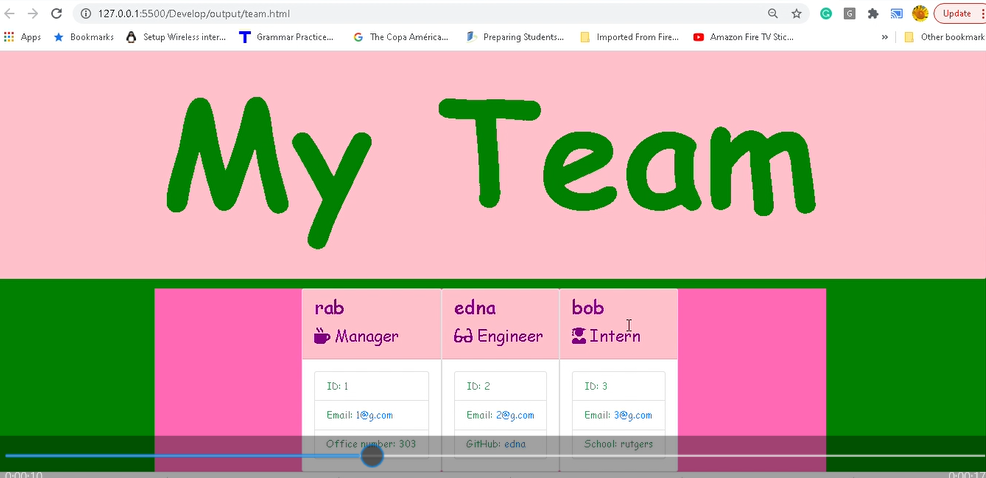 127.0.0.1:5500/Develop/output/team.html
Update
Apps Bookmarks Setup Wireless inter... Grammar Practice... The Copa América... Preparing Students... Imported From Fire... Amazon Fire TV Stic... » Other bookmark
My Team
rab edna bob
Manager Engineer Intern
ID: 1 ID: 2 ID: 3
Email: 1@g.com Email: 2@g.com Email: 3@g.com
Office number: 303 GitHub: edna School: rutgers
0:00:10 0:00:17